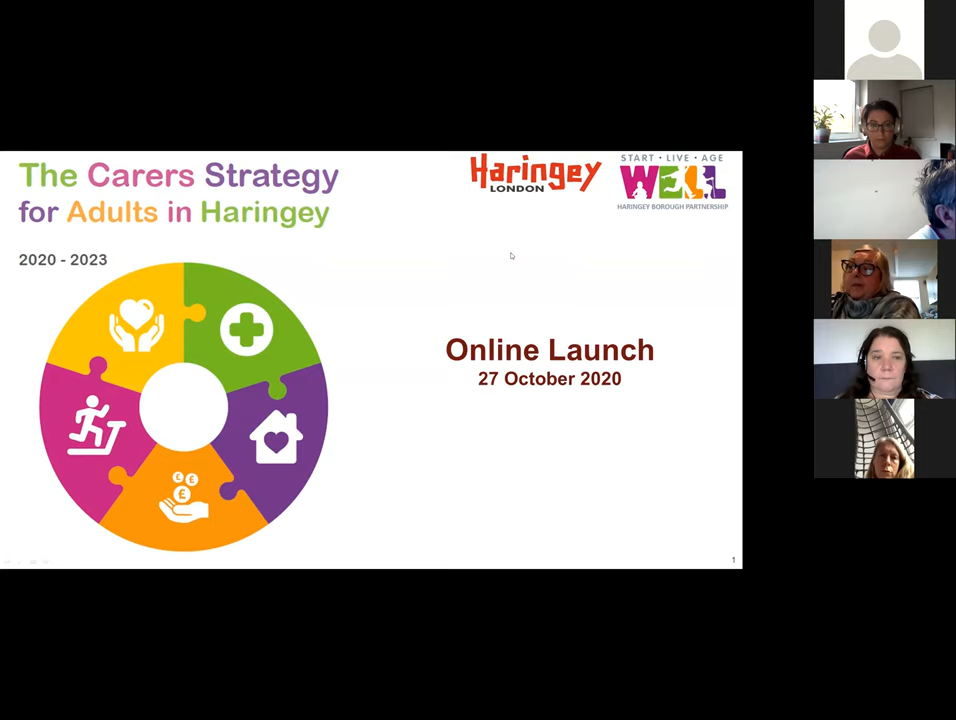 The Carers Strategy
for Adults in Haringey
2020 - 2023
Haringey
LONDON
START • LIVE • AGE
WELL
HARINGEY BOROUGH PARTNERSHIP
Online Launch
27 October 2020
£ £
£
1